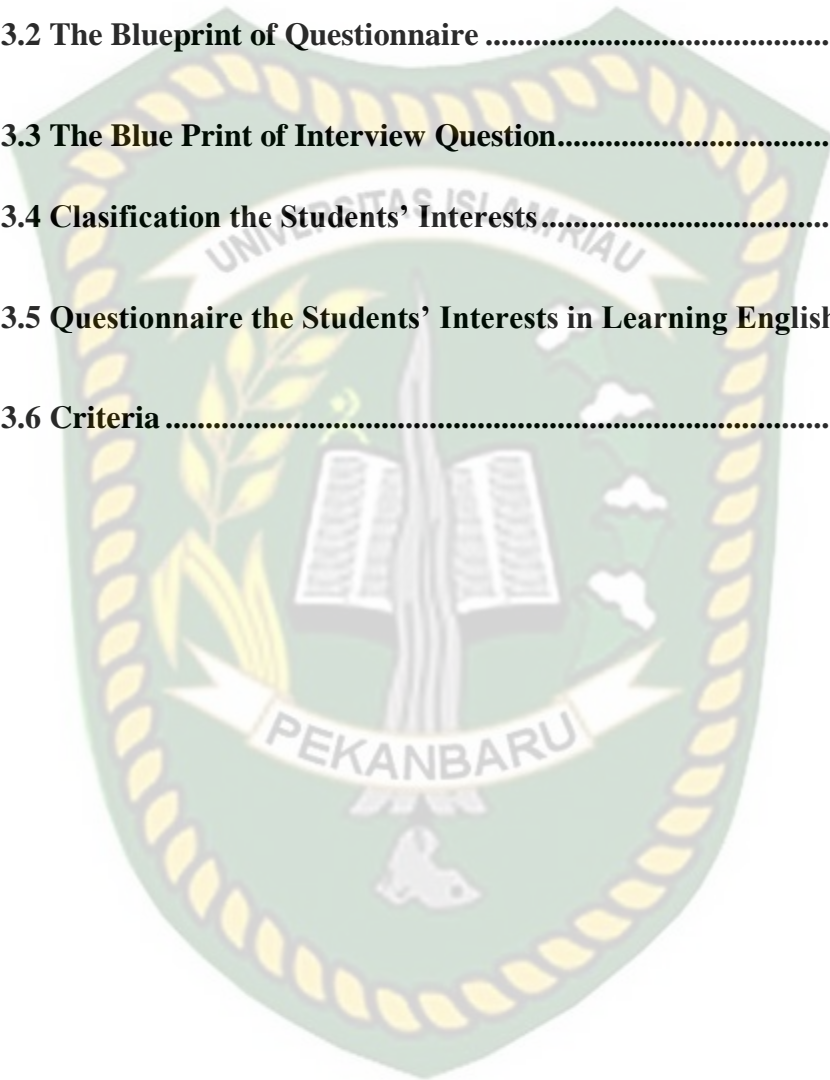 3.2 The Blueprint of Questionnaire ....................................................
3.3 The Blue Print of Interview Question.........................................
UNIVERSITAS ISLAM RIAU
3.4 Clasification the Students’ Interests ............................................
3.5 Questionnaire the Students’ Interests in Learning English
3.6 Criteria .....................................................................................................
PEKANBARU